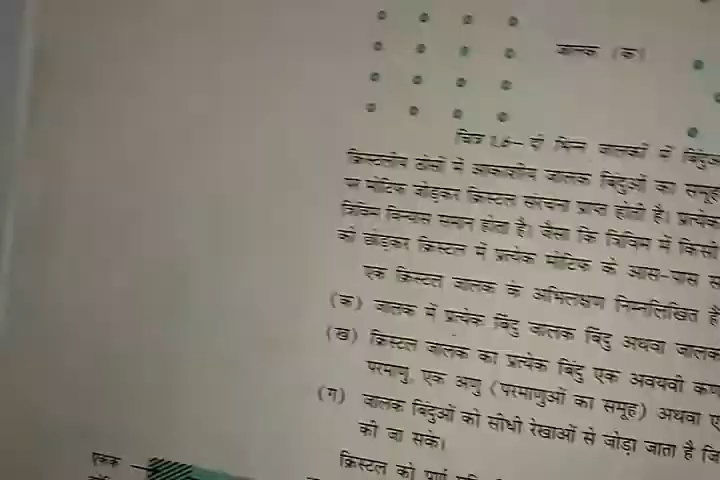 जालक (क)
चित्र 1.6– दो भिन्न जालकों में बिंदुओं
क्रिस्टलीय ठोसों में आकाशीय जालक बिंदुओं का समूह
पर मोटिफ जोड़कर क्रिस्टल संरचना प्राप्त होती है। प्रत्येक
त्रिविम विन्यास समान होता है। जैसा कि त्रिविम में किसी
को छोड़कर क्रिस्टल में प्रत्येक मोटिफ के आस-पास स
एक क्रिस्टल जालक के अभिलक्षण निम्नलिखित है
(क) जालक में प्रत्येक बिंदु जालक बिंदु अथवा जालक
(ख) क्रिस्टल जालक का प्रत्येक बिंदु एक अवयवी कण
परमाणु, एक अणु (परमाणुओं का समूह) अथवा ए
(ग) जालक बिंदुओं को सीधी रेखाओं से जोड़ा जाता है जि
की जा सके।
क्रिस्टल को पूर्ण
एकक